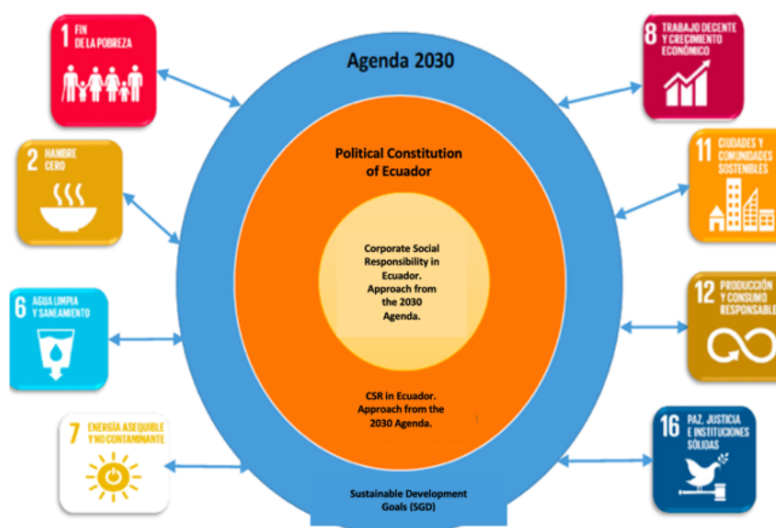 Agenda 2030
Political Constitution
of Ecuador
Corporate Social
Responsibility in
Ecuador.
Approach from
the 2030
Agenda.
CSR in Ecuador.
Approach from the
2030 Agenda.
Sustainable Development
Goals (SGD)
1 FIN
DE LA POBREZA
2 HAMBRE
CERO
6 AGUA LIMPIA
Y SANEAMIENTO
7 ENERGÍA ASEQUIBLE
Y NO CONTAMINANTE
8 TRABAJO DECENTE
Y CRECIMIENTO
ECONÓMICO
11 CIUDADES Y
COMUNIDADES
SOSTENIBLES
12 PRODUCCIÓN
Y CONSUMO
RESPONSABLE
16 PAZ, JUSTICIA
E INSTITUCIONES
SÓLIDAS